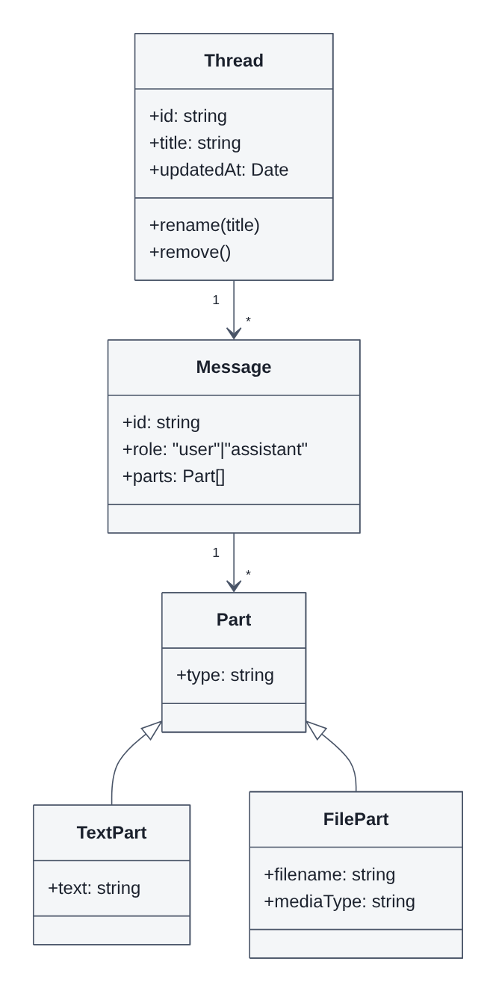 Thread
+id: string
+title: string
+updatedAt: Date
+rename(title)
+remove()
1
*
Message
+id: string
+role: "user"|"assistant"
+parts: Part[]
1
*
Part
+type: string
TextPart
+text: string
FilePart
+filename: string
+mediaType: string